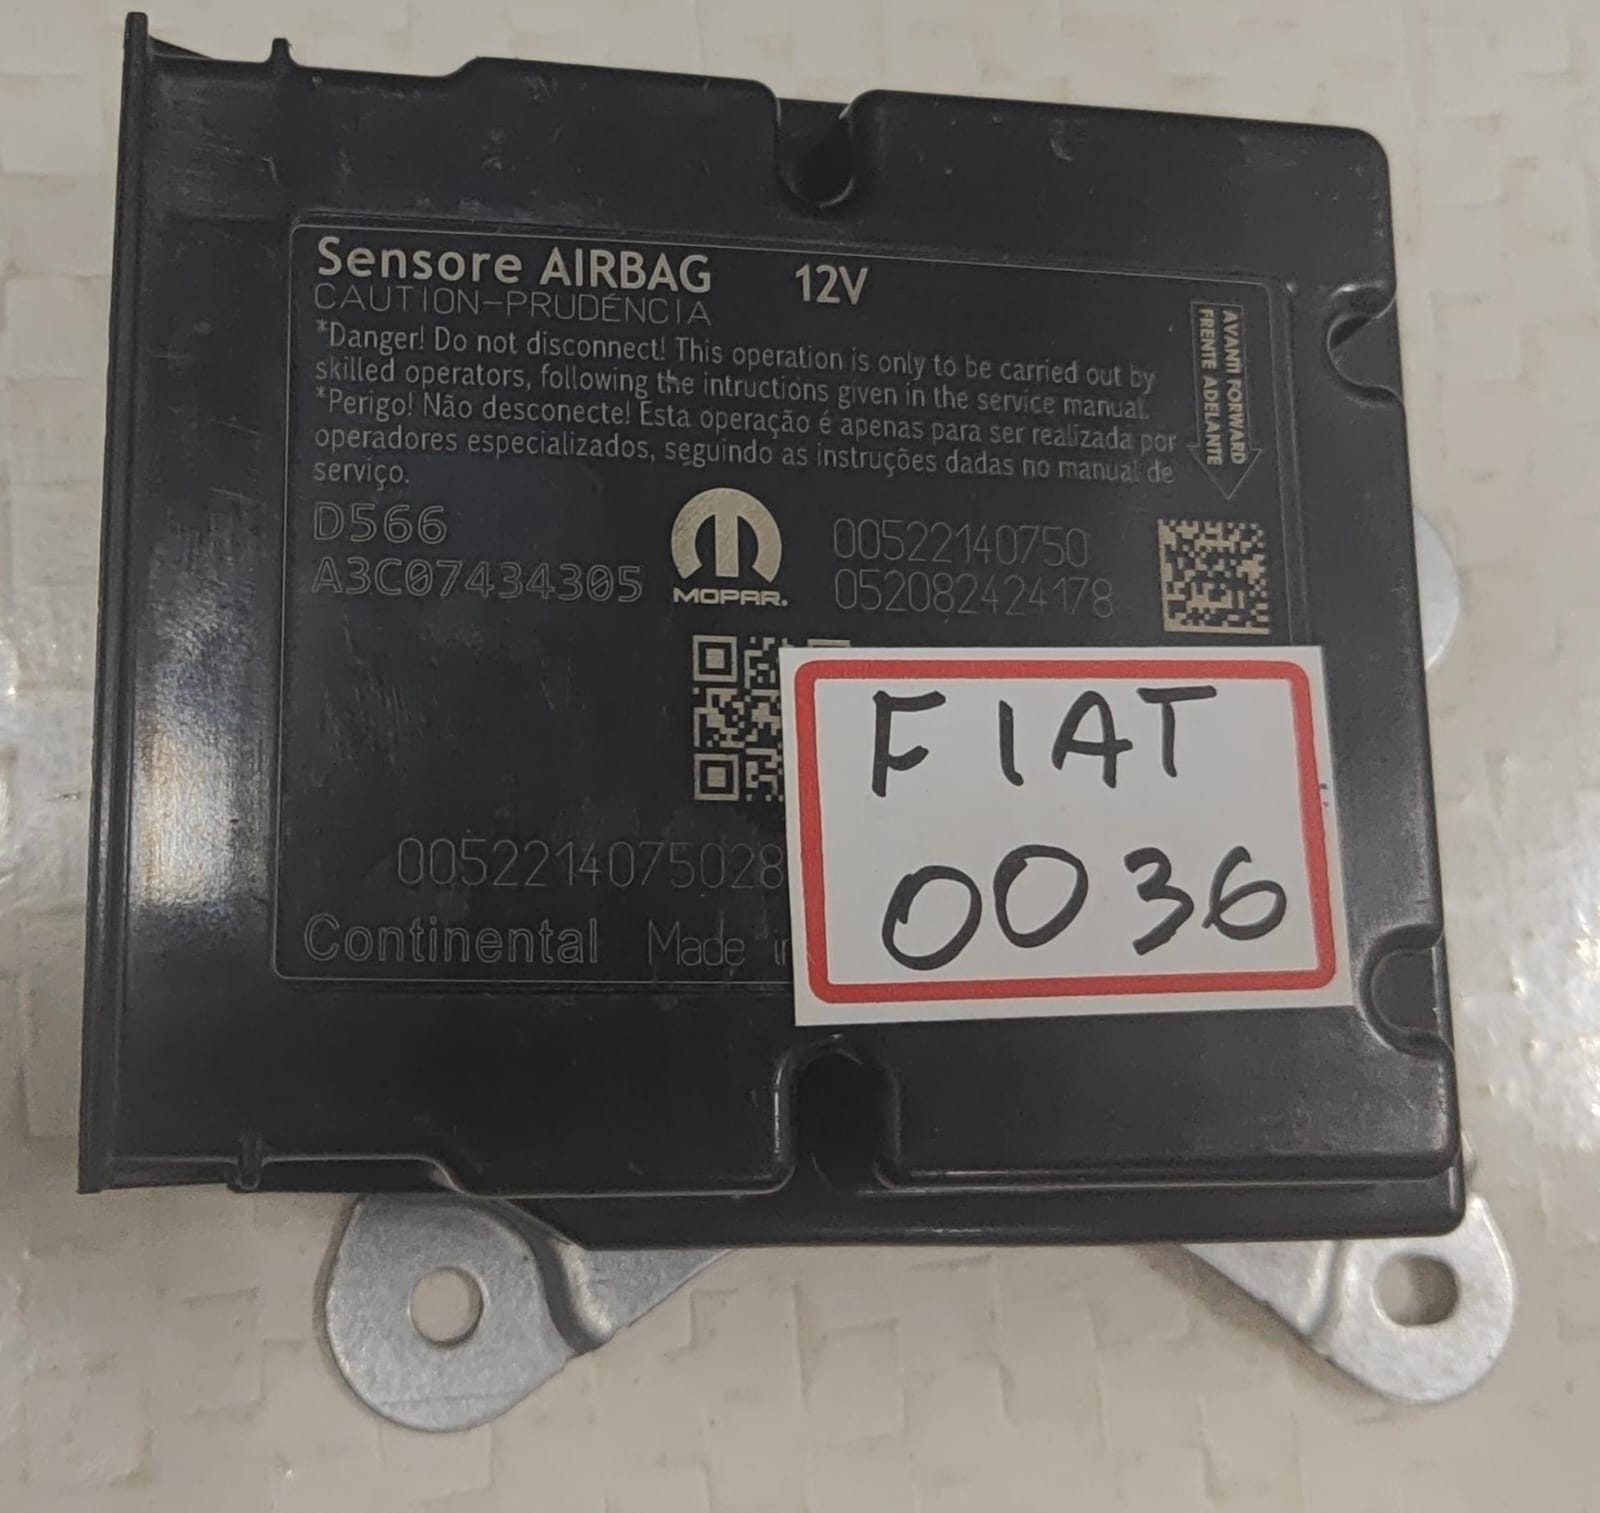 Sensore AIRBAG 12V
CAUTION-PRUDÉNCIA
*Danger! Do not disconnect! This operation is only to be carried out by
skilled operators, following the intructions given in the service manual.
*Perigo! Não desconecte! Esta operação é apenas para ser realizada por
operadores especializados, seguindo as instruções dadas no manual de
serviço.
AVANTI FORWARD
FRENTE ADELANTE
D566
A3C07434305
MOPAR.
00522140750
052082424178
0052214075028
Continental Made
FIAT
0036